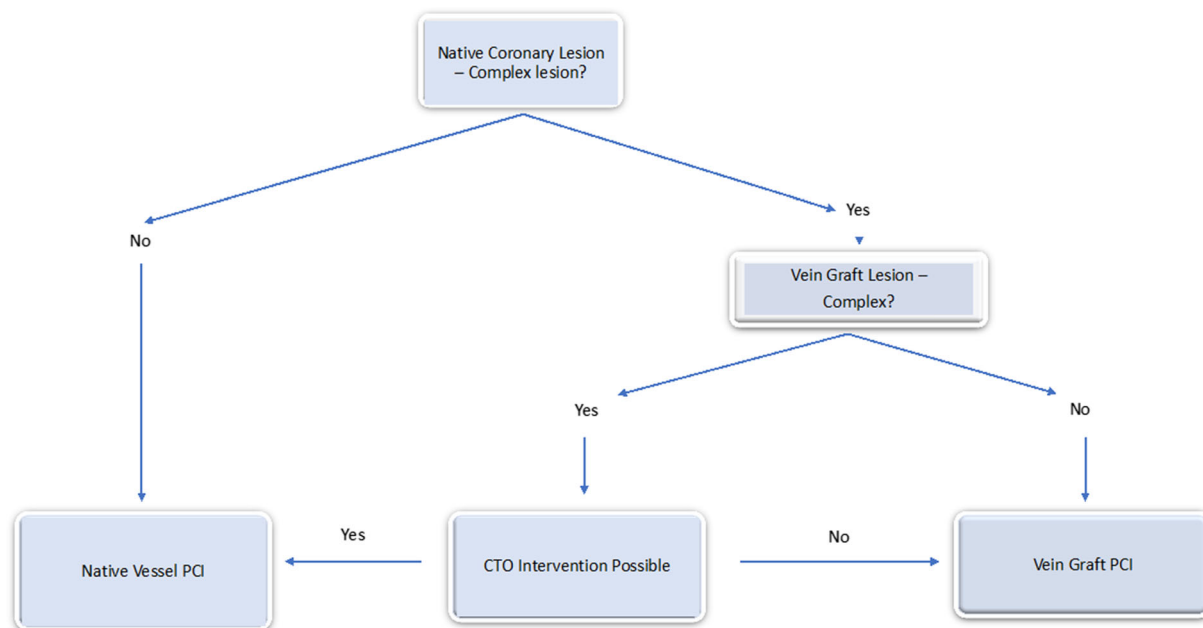 Native Coronary Lesion
– Complex lesion?
No
Yes
Vein Graft Lesion –
Complex?
Yes
No
Native Vessel PCI
Yes
CTO Intervention Possible
No
Vein Graft PCI